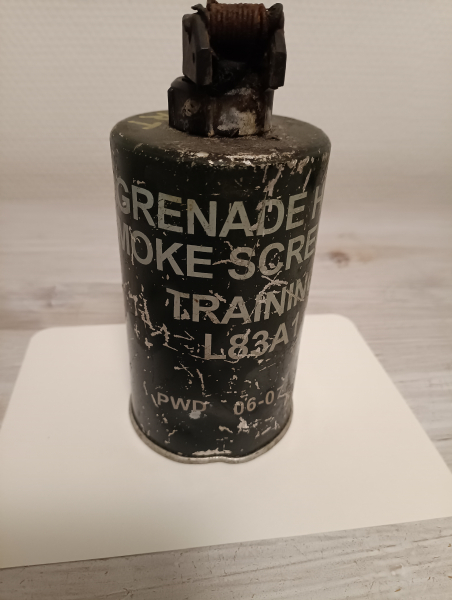 GRENADE H
MOKE SCRE
TRAININ
L83A1
PWD 06-0